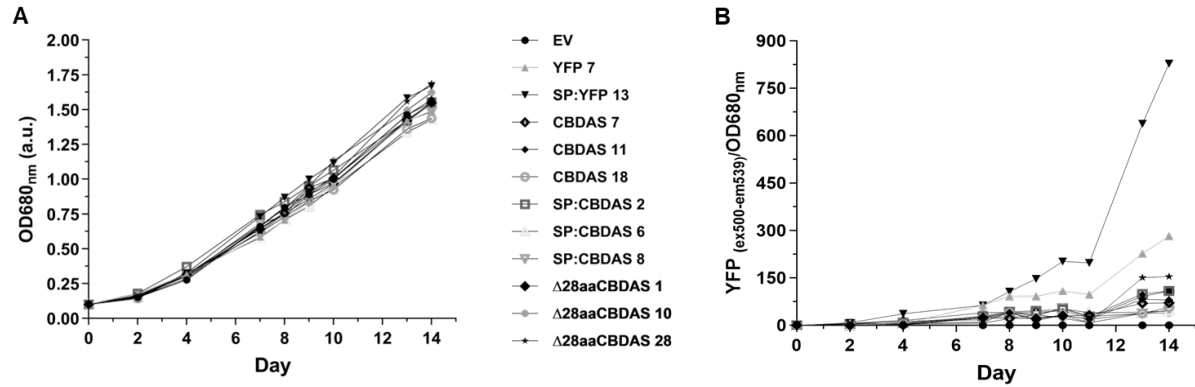 A
OD680nm (a.u.)
2.00
1.75
1.50
1.25
1.00
0.75
0.50
0.25
0.00
0 2 4 6 8 10 12 14
Day
EV
YFP 7
SP:YFP 13
CBDAS 7
CBDAS 11
CBDAS 18
SP:CBDAS 2
SP:CBDAS 6
SP:CBDAS 8
Δ28aaCBDAS 1
Δ28aaCBDAS 10
Δ28aaCBDAS 28
B
YFP (ex500-em539)/OD680nm
900
750
600
450
300
150
0
0 2 4 6 8 10 12 14
Day